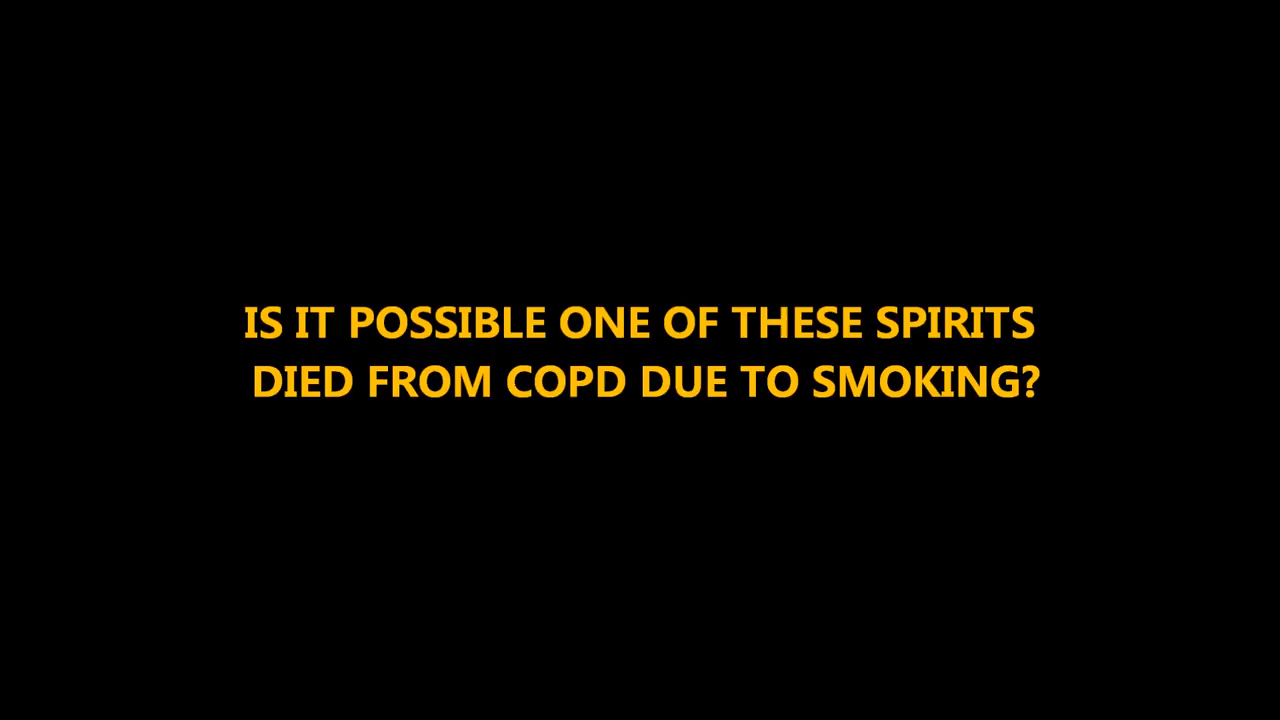 IS IT POSSIBLE ONE OF THESE SPIRITS
DIED FROM COPD DUE TO SMOKING?